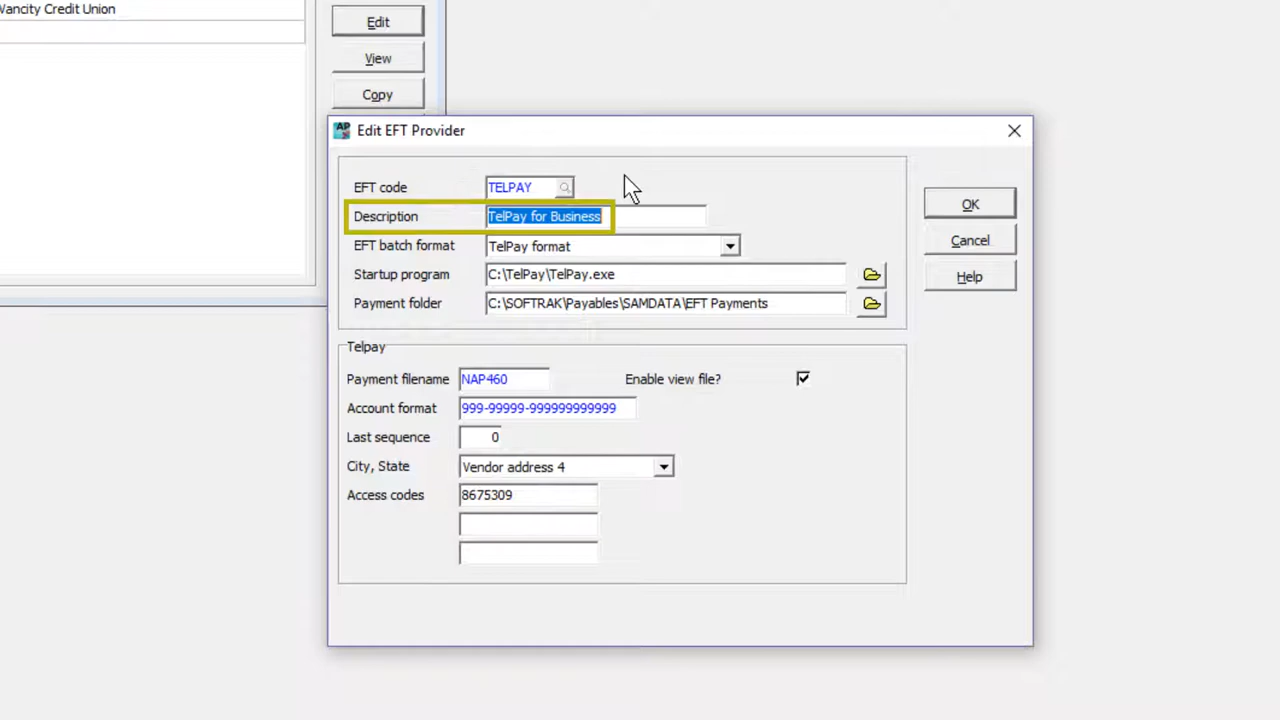 Vancity Credit Union
Edit
View
Copy
AP Edit EFT Provider
EFT code TELPAY
Description TelPay for Business
EFT batch format TelPay format
Startup program C:\TelPay\TelPay.exe
Payment folder C:\SOFTRAK\Payables\SAMDATA\EFT Payments
OK
Cancel
Help
Telpay
Payment filename NAP460 Enable view file?
Account format 999-99999-999999999999
Last sequence 0
City, State Vendor address 4
Access codes 8675309